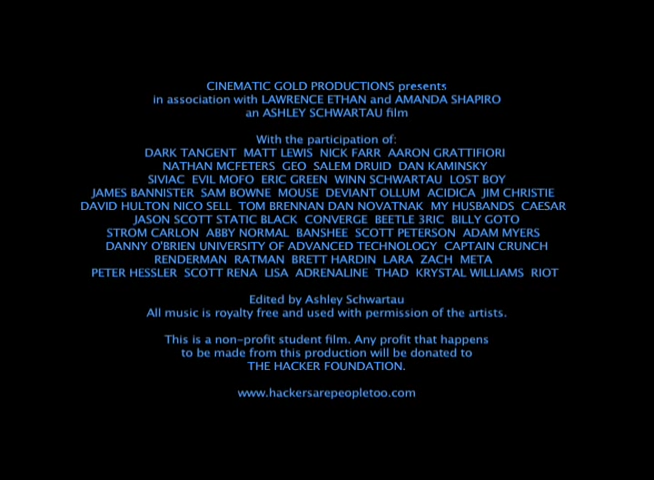 CINEMATIC GOLD PRODUCTIONS presents
in association with LAWRENCE ETHAN and AMANDA SHAPIRO
an ASHLEY SCHWARTAU film
With the participation of:
DARK TANGENT MATT LEWIS NICK FARR AARON GRATTIFIORI
NATHAN MCFETERS GEO SALEM DRUID DAN KAMINSKY
SIVIAC EVIL MOFO ERIC GREEN WINN SCHWARTAU LOST BOY
JAMES BANNISTER SAM BOWNE MOUSE DEVIANT OLLUM ACIDICA JIM CHRISTIE
DAVID HULTON NICO SELL TOM BRENNAN DAN NOVATNAK MY HUSBANDS CAESAR
JASON SCOTT STATIC BLACK CONVERGE BEETLE 3RIC BILLY GOTO
STROM CARLON ABBY NORMAL BANSHEE SCOTT PETERSON ADAM MYERS
DANNY O'BRIEN UNIVERSITY OF ADVANCED TECHNOLOGY CAPTAIN CRUNCH
RENDERMAN RATMAN BRETT HARDIN LARA ZACH META
PETER HESSLER SCOTT RENA LISA ADRENALINE THAD KRYSTAL WILLIAMS RIOT
Edited by Ashley Schwartau
All music is royalty free and used with permission of the artists.
This is a non-profit student film. Any profit that happens
to be made from this production will be donated to
THE HACKER FOUNDATION.
www.hackersarepeopletoo.com